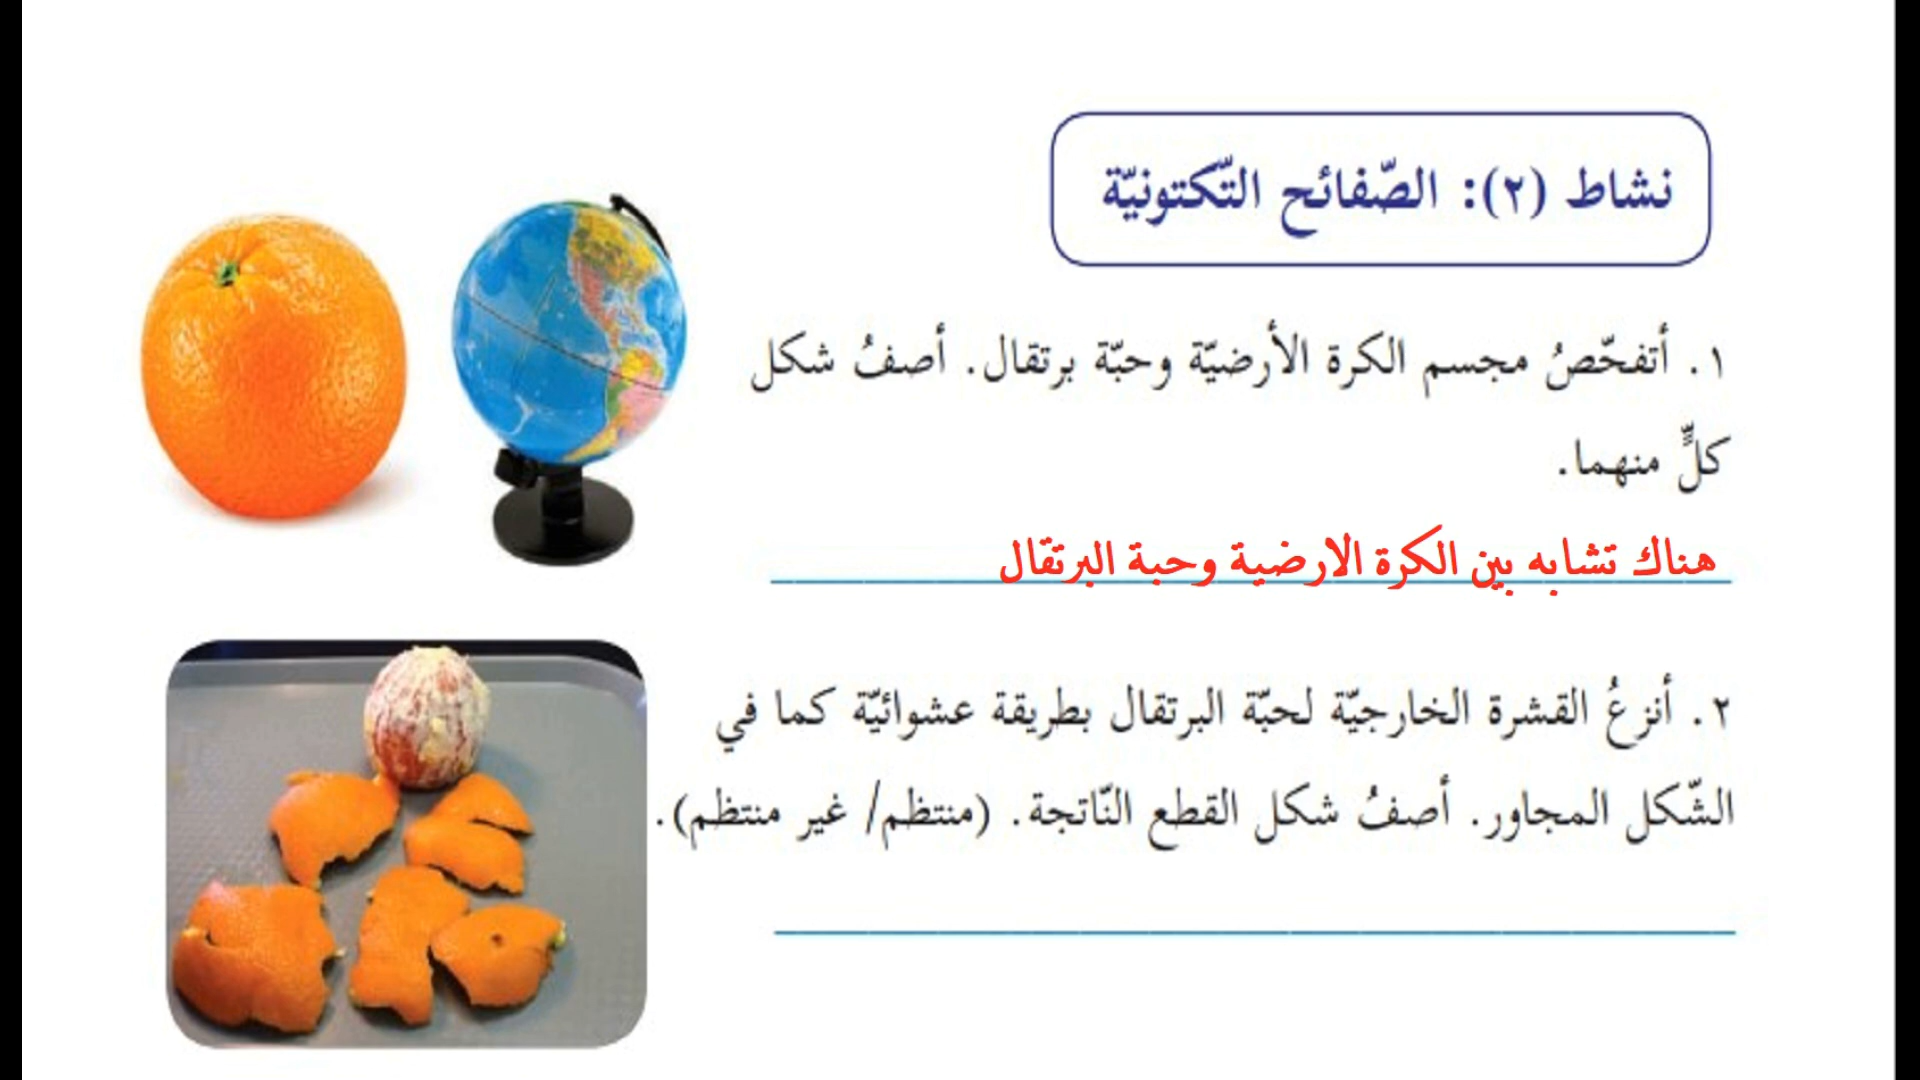 نشاط (٢): الصّفائح التّكتونيّة
١. أتفحّصُ مجسم الكرة الأرضيّة وحبّة برتقال. أصفُ شكل
كلٍّ منهما.
هناك تشابه بين الكرة الارضية وحبة البرتقال
٢. أنزعُ القشرة الخارجيّة لحبّة البرتقال بطريقة عشوائيّة كما في
الشّكل المجاور. أصفُ شكل القطع النّاتجة. (منتظم/ غير منتظم).